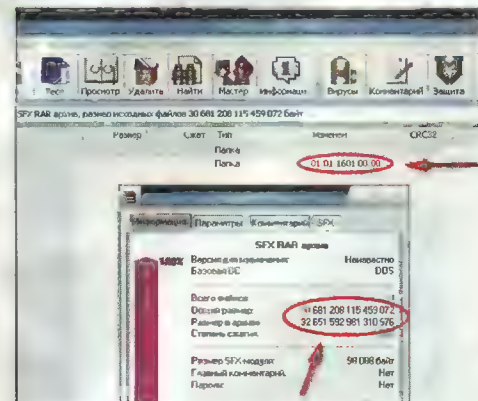 Тест Просмотр Удалить Найти Мастер Информация Вирусы Комментарий Защита
SFX RAR архив, размер исходных файлов 30 681 208 115 459 072 байт
Размер Сжат Тип Изменен CRC32
Папка
Папка 01 01 1601 00:00
Информация Параметры Комментарий SFX
SFX RAR архив
Версия для извлечения Неизвестно
Базовая ОС DOS
Всего файлов
Общий размер 681 208 115 459 072
Размер в архиве 32 651 592 981 310 976
Степень сжатия
Размер SFX-модуля 98 008 байт
Главный комментарий Нет
Пароль Нет